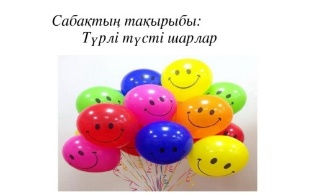 Сабақтың тақырыбы:
Түрлі түсті шарлар